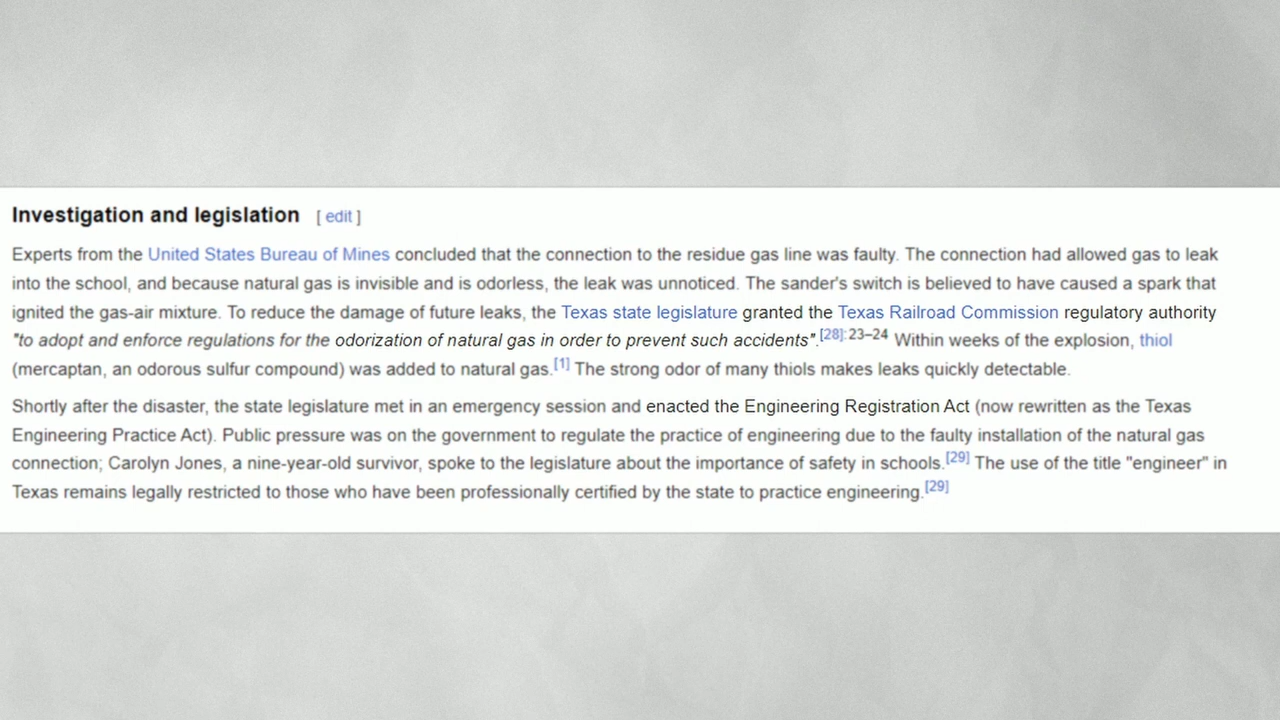 Investigation and legislation [ edit ]
Experts from the United States Bureau of Mines concluded that the connection to the residue gas line was faulty. The connection had allowed gas to leak
into the school, and because natural gas is invisible and is odorless, the leak was unnoticed. The sander's switch is believed to have caused a spark that
ignited the gas-air mixture. To reduce the damage of future leaks, the Texas state legislature granted the Texas Railroad Commission regulatory authority
"to adopt and enforce regulations for the odorization of natural gas in order to prevent such accidents".[28]: 23–24 Within weeks of the explosion, thiol
(mercaptan, an odorous sulfur compound) was added to natural gas.[1] The strong odor of many thiols makes leaks quickly detectable.
Shortly after the disaster, the state legislature met in an emergency session and enacted the Engineering Registration Act (now rewritten as the Texas
Engineering Practice Act). Public pressure was on the government to regulate the practice of engineering due to the faulty installation of the natural gas
connection; Carolyn Jones, a nine-year-old survivor, spoke to the legislature about the importance of safety in schools.[29] The use of the title "engineer" in
Texas remains legally restricted to those who have been professionally certified by the state to practice engineering.[29]